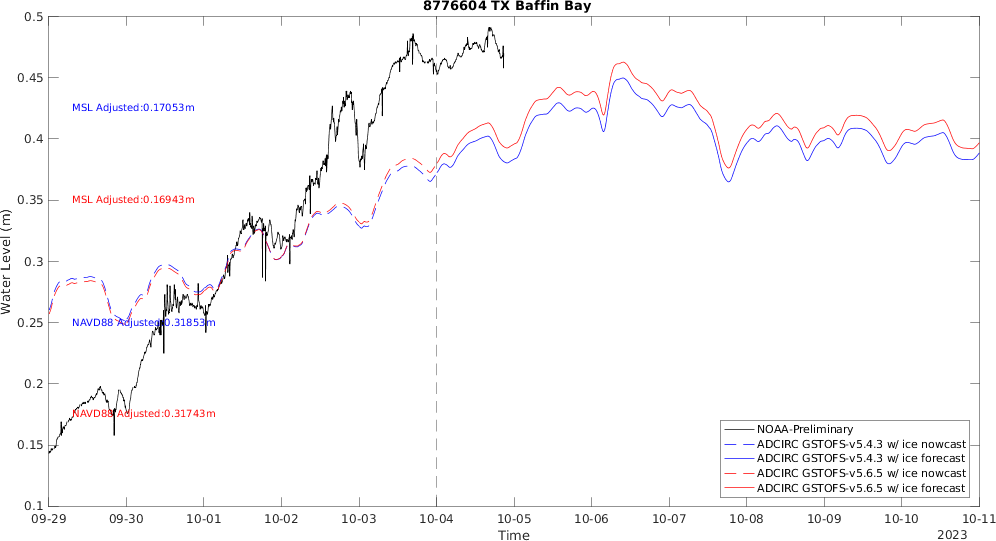 8776604 TX Baffin Bay
0.5
0.45
0.4
0.35
0.3
0.25
0.2
0.15
0.1
Water Level (m)
MSL Adjusted:0.17053m
MSL Adjusted:0.16943m
NAVD88 Adjusted:0.31853m
NAVD88 Adjusted:0.31743m
NOAA-Preliminary
ADCIRC GSTOFS-v5.4.3 w/ ice nowcast
ADCIRC GSTOFS-v5.4.3 w/ ice forecast
ADCIRC GSTOFS-v5.6.5 w/ ice nowcast
ADCIRC GSTOFS-v5.6.5 w/ ice forecast
09-29 09-30 10-01 10-02 10-03 10-04 10-05 10-06 10-07 10-08 10-09 10-10 10-11
Time
2023